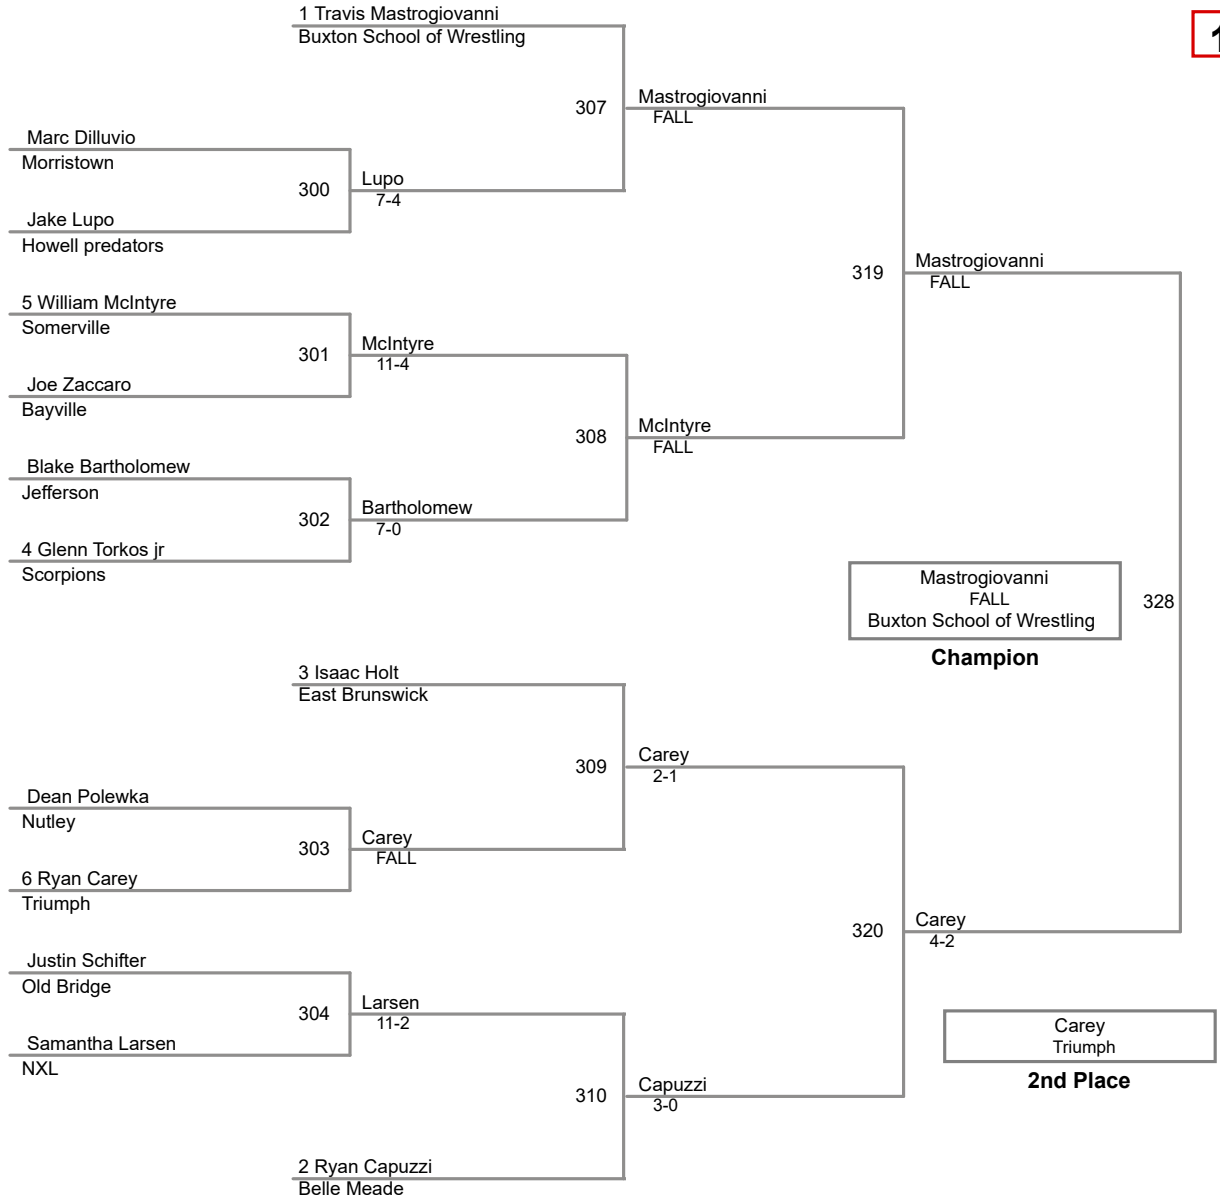 1 Travis Mastrogiovanni
Buxton School of Wrestling
1
307
Mastrogiovanni
FALL
Marc Dilluvio
Morristown
300
Lupo
7-4
Jake Lupo
Howell predators
319
Mastrogiovanni
FALL
5 William McIntyre
Somerville
301
McIntyre
11-4
Joe Zaccaro
Bayville
308
McIntyre
FALL
Blake Bartholomew
Jefferson
302
Bartholomew
7-0
4 Glenn Torkos jr
Scorpions
Mastrogiovanni
FALL
Buxton School of Wrestling
Champion
328
3 Isaac Holt
East Brunswick
309
Carey
2-1
Dean Polewka
Nutley
303
Carey
FALL
6 Ryan Carey
Triumph
320
Carey
4-2
Justin Schifter
Old Bridge
304
Larsen
11-2
Samantha Larsen
NXL
Carey
Triumph
2nd Place
310
Capuzzi
3-0
2 Ryan Capuzzi
Belle Meade